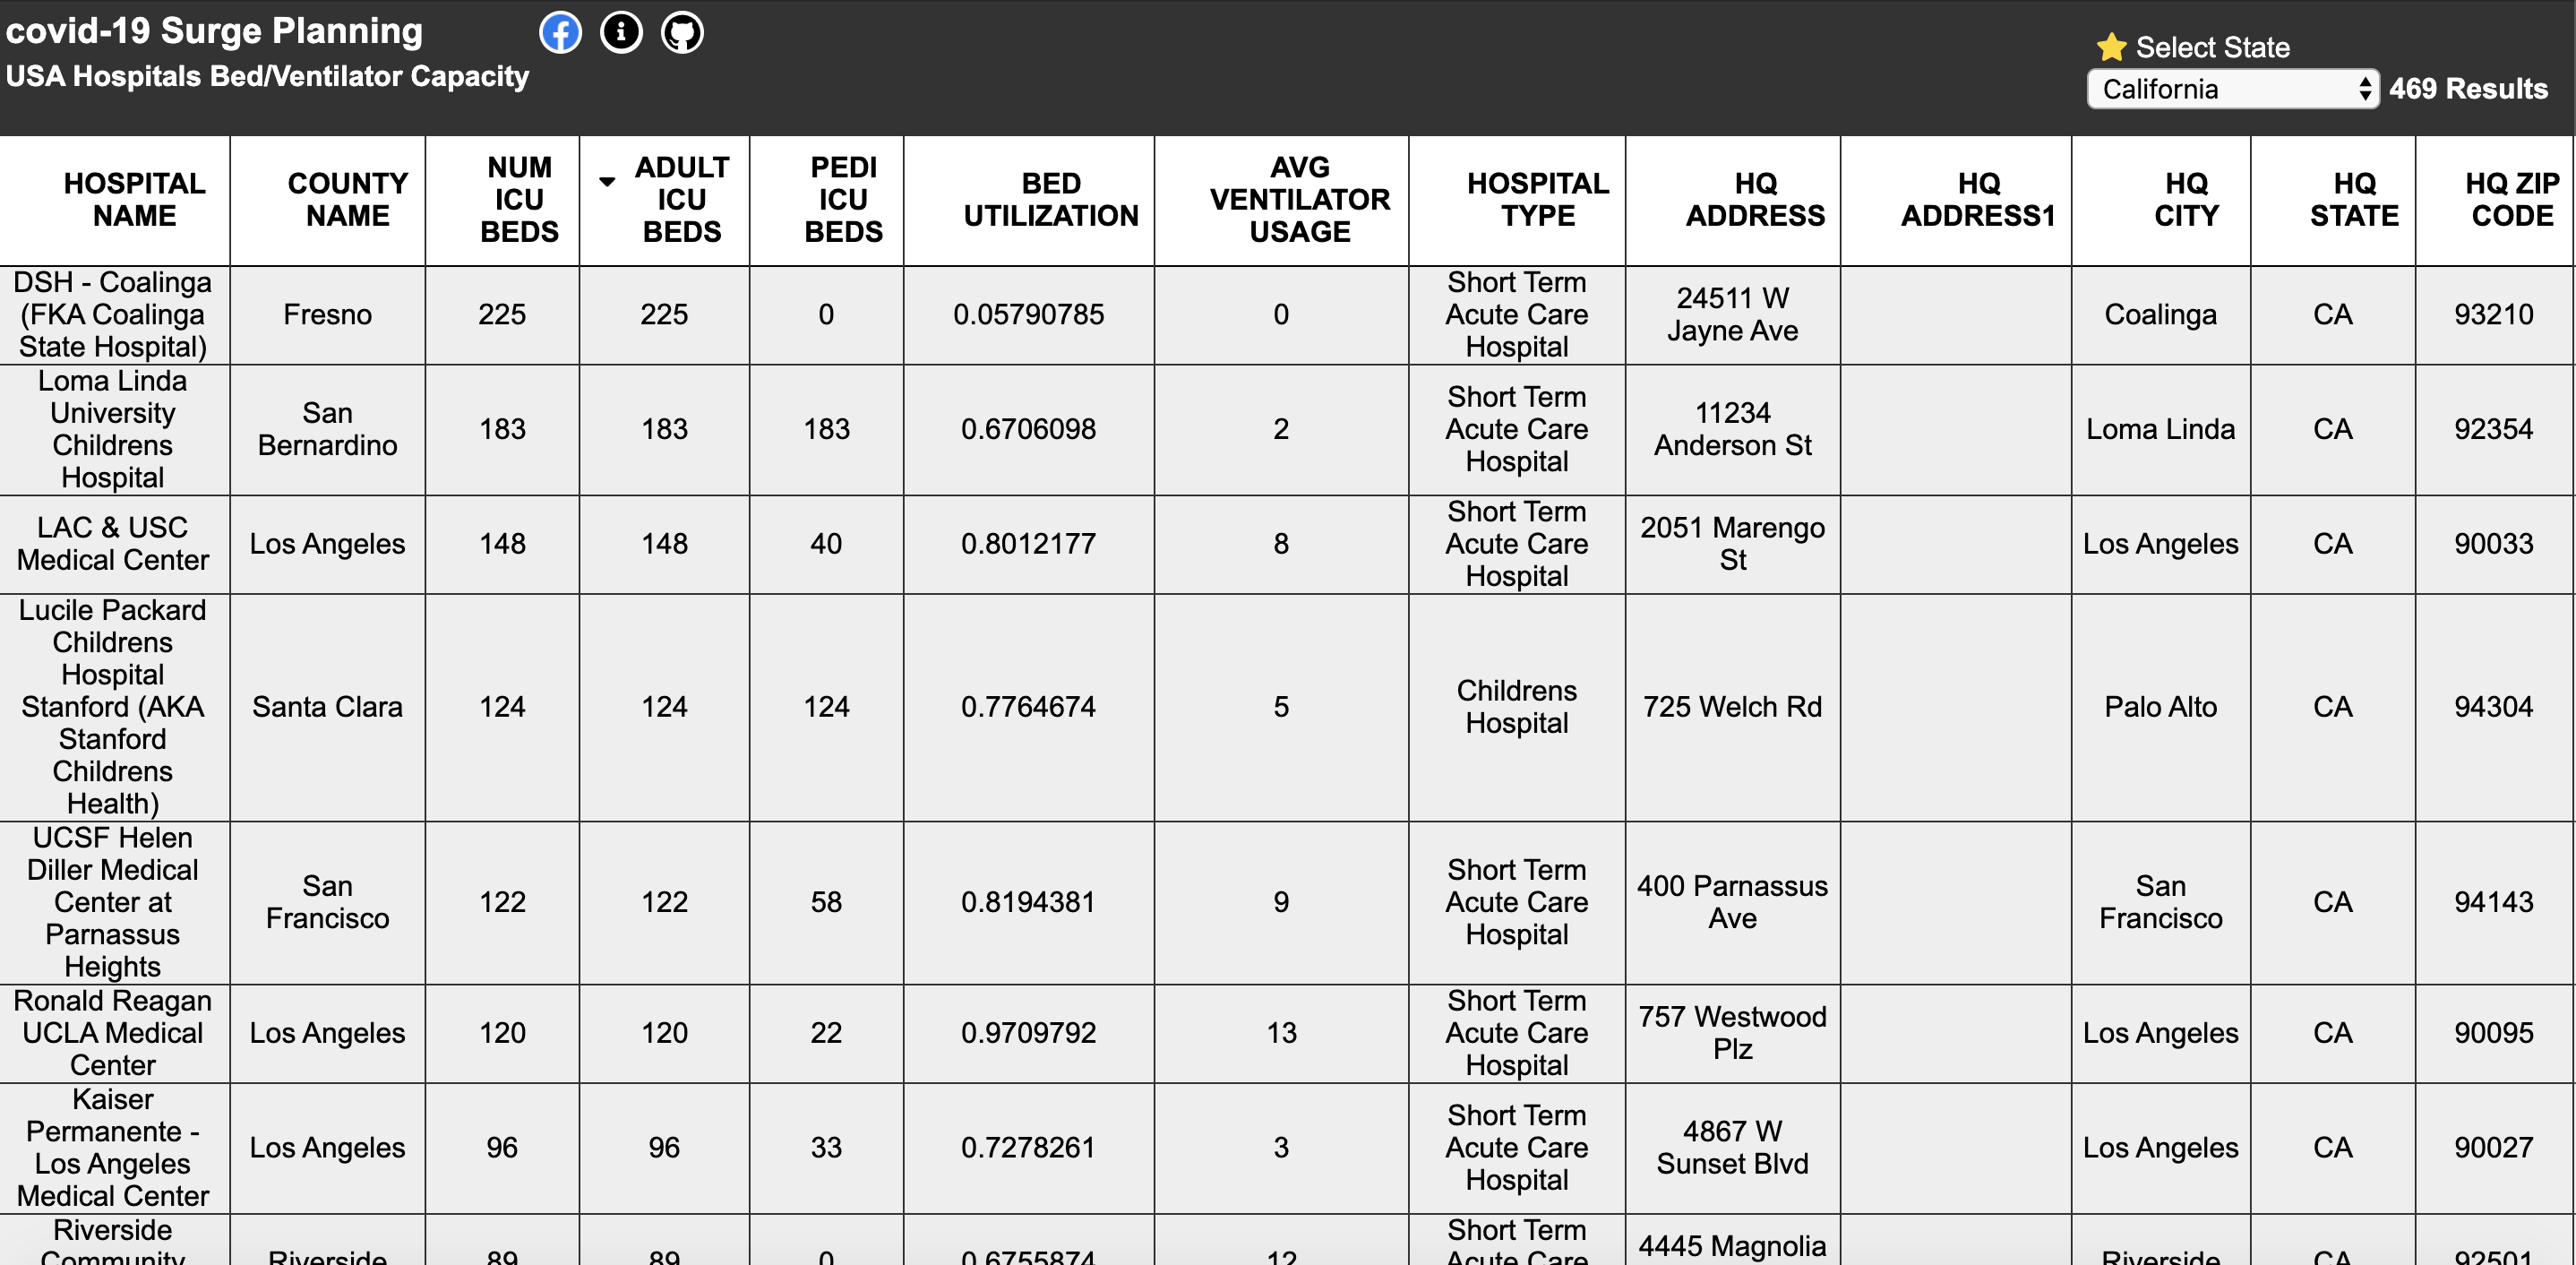 covid-19 Surge Planning
USA Hospitals Bed/Ventilator Capacity
Select State
California
469 Results
HOSPITAL NAME COUNTY NAME NUM ICU BEDS ADULT ICU BEDS PEDI ICU BEDS BED UTILIZATION AVG VENTILATOR USAGE HOSPITAL TYPE HQ ADDRESS HQ ADDRESS1 HQ CITY HQ STATE HQ ZIP CODE
DSH - Coalinga (FKA Coalinga State Hospital) Fresno 225 225 0 0.05790785 0 Short Term Acute Care Hospital 24511 W Jayne Ave Coalinga CA 93210
Loma Linda University Childrens Hospital San Bernardino 183 183 183 0.6706098 2 Short Term Acute Care Hospital 11234 Anderson St Loma Linda CA 92354
LAC & USC Medical Center Los Angeles 148 148 40 0.8012177 8 Short Term Acute Care Hospital 2051 Marengo St Los Angeles CA 90033
Lucile Packard Childrens Hospital Stanford (AKA Stanford Childrens Health) Santa Clara 124 124 124 0.7764674 5 Childrens Hospital 725 Welch Rd Palo Alto CA 94304
UCSF Helen Diller Medical Center at Parnassus Heights San Francisco 122 122 58 0.8194381 9 Short Term Acute Care Hospital 400 Parnassus Ave San Francisco CA 94143
Ronald Reagan UCLA Medical Center Los Angeles 120 120 22 0.9709792 13 Short Term Acute Care Hospital 757 Westwood Plz Los Angeles CA 90095
Kaiser Permanente - Los Angeles Medical Center Los Angeles 96 96 33 0.7278261 3 Short Term Acute Care Hospital 4867 W Sunset Blvd Los Angeles CA 90027
Riverside Community Riverside 89 89 0 0.6755874 12 Short Term Acute Care 4445 Magnolia Riverside CA 92501